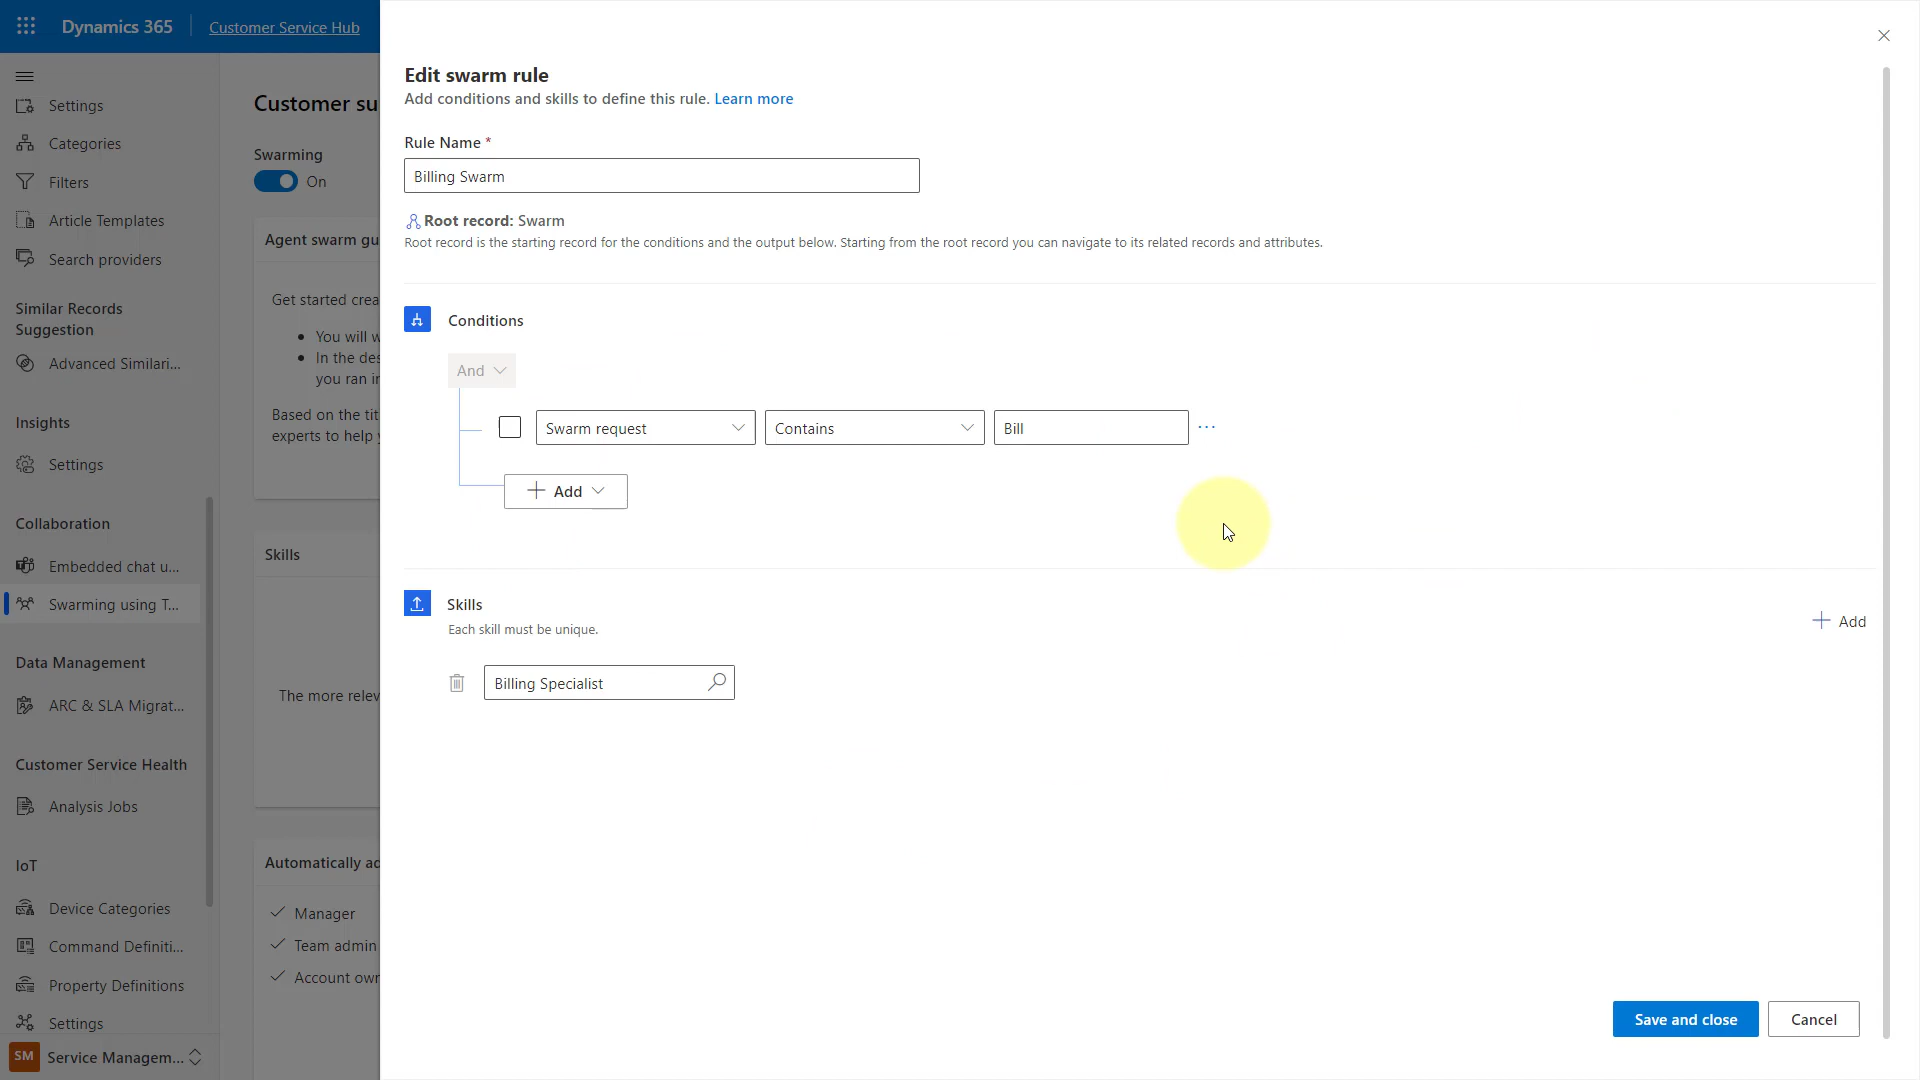 Dynamics 365
Customer Service Hub
Settings
Categories
Filters
Article Templates
Search providers
Similar Records
Suggestion
Advanced Similari...
Insights
Settings
Collaboration
Embedded chat u...
Swarming using T...
Data Management
ARC & SLA Migrat...
Customer Service Health
Analysis Jobs
IoT
Device Categories
Command Definiti...
Property Definitions
Settings
SM
Service Managem...
Customer su
Swarming
On
Agent swarm gu
Get started crea
You will w
In the des
you ran in
Based on the tit
experts to help y
Skills
The more relev
Automatically ad
Manager
Team admin
Account own
Edit swarm rule
Add conditions and skills to define this rule. Learn more
Rule Name *
Billing Swarm
Root record: Swarm
Root record is the starting record for the conditions and the output below. Starting from the root record you can navigate to its related records and attributes.
Conditions
And
Swarm request
Contains
Bill
...
Add
Skills
Each skill must be unique.
Add
Billing Specialist
Save and close
Cancel